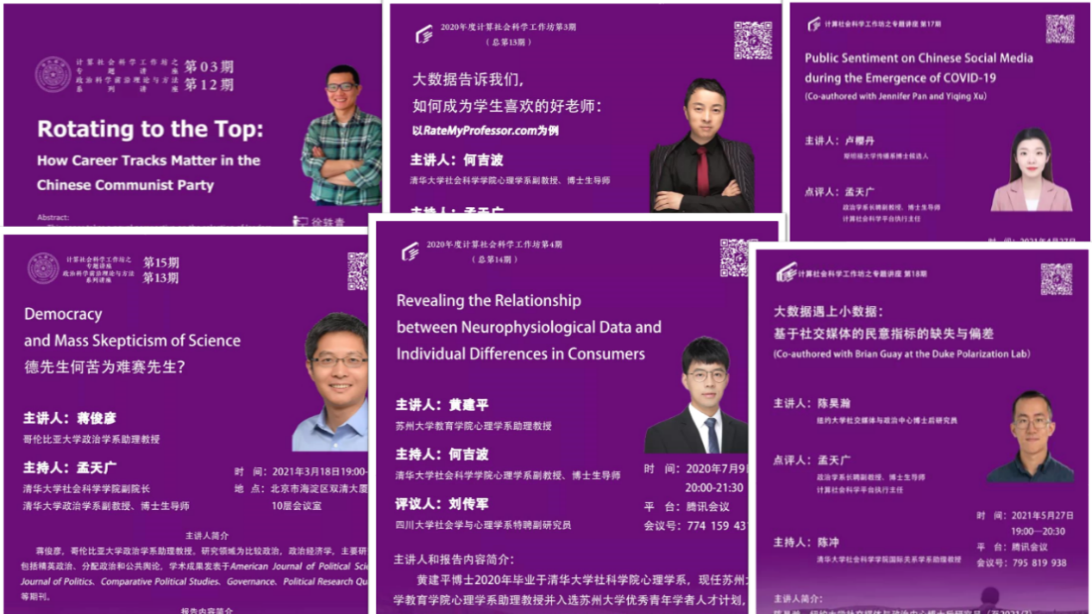 计算社会科学工作坊之
专题讲座
政治科学前沿理论与方法
系列讲座
第03期
第12期
Rotating to the Top:
How Career Tracks Matter in the
Chinese Communist Party
Abstract:
徐轶青
2020年度计算社会科学工作坊第3期
（总第13期）
大数据告诉我们，
如何成为学生喜欢的好老师：
以RateMyProfessor.com为例
主讲人：何吉波
清华大学社会科学学院心理学系副教授、博士生导师
主持人：孟天广
计算社会科学工作坊之专题讲座 第17期
Public Sentiment on Chinese Social Media
during the Emergence of COVID-19
(Co-authored with Jennifer Pan and Yiqing Xu)
主讲人：卢樱丹
斯坦福大学传播系博士候选人
点评人：孟天广
政治学系长聘副教授、博士生导师
计算社会科学平台执行主任
计算社会科学工作坊之
专题讲座
政治科学前沿理论与方法
系列讲座
第15期
第13期
Democracy
and Mass Skepticism of Science
德先生何苦为难赛先生？
主讲人：蒋俊彦
哥伦比亚大学政治学系助理教授
主持人：孟天广
清华大学社会科学学院副院长
清华大学政治学系副教授、博士生导师
时 间：2021年3月18日19:00-
地 点：北京市海淀区双清大厦
10层会议室
主讲人简介
蒋俊彦，哥伦比亚大学政治学系助理教授，研究领域为比较政治，政治经济学，主要研
包括精英政治、分配政治和公共舆论，学术成果发表于American Journal of Political Scie
Journal of Politics、Comparative Political Studies、Governance、Political Research Qu
等期刊。
报告内容简介
2020年度计算社会科学工作坊第4期
（总第14期）
Revealing the Relationship
between Neurophysiological Data and
Individual Differences in Consumers
主讲人：黄建平
苏州大学教育学院心理学系助理教授
主持人：何吉波
清华大学社会科学学院心理学系副教授、博士生导师
评议人：刘传军
四川大学社会学与心理学系特聘副研究员
时 间：2020年7月9日
20:00-21:30
平 台：腾讯会议
会议号：774 159 431
主讲人和报告内容简介：
黄建平博士2020年毕业于清华大学社科学院心理学系，现任苏州大
学教育学院心理学系助理教授并入选苏州大学优秀青年学者人才计划，
计算社会科学工作坊之专题讲座 第18期
大数据遇上小数据：
基于社交媒体的民意指标的缺失与偏差
(Co-authored with Brian Guay at the Duke Polarization Lab)
主讲人：陈昊瀚
纽约大学社交媒体与政治中心博士后研究员
点评人：孟天广
政治学系长聘副教授、博士生导师
计算社会科学平台执行主任
主持人：陈冲
清华大学社会科学学院国际关系学系助理教授
时 间：2021年5月27日
19:00—20:30
平 台：腾讯会议
会议号：795 819 938
主讲人简介：